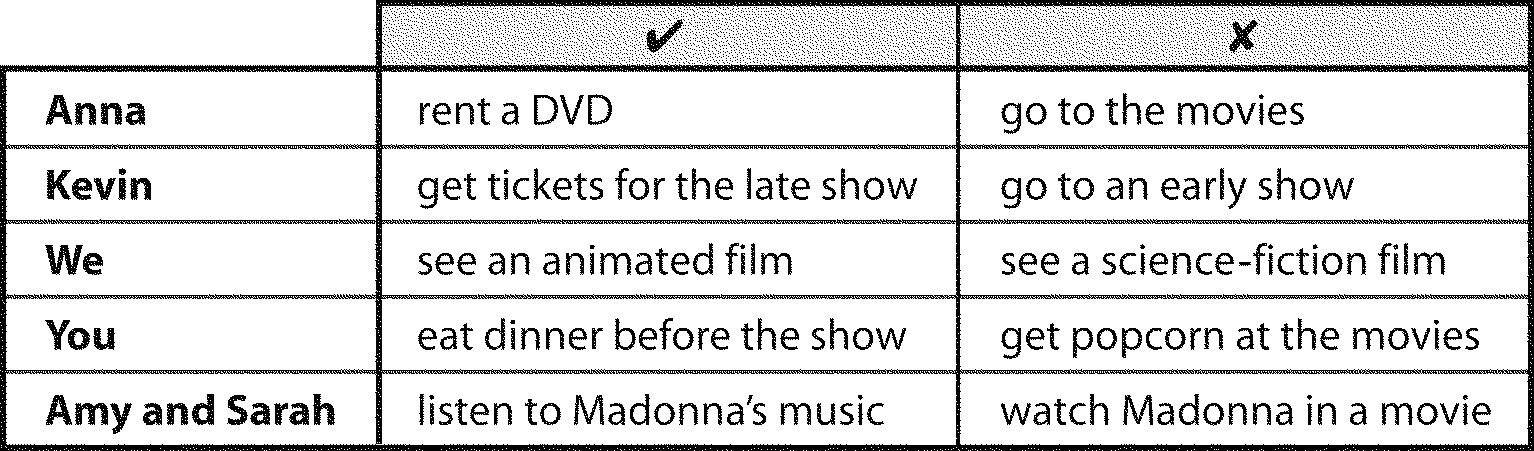 ✔ ✘
Anna rent a DVD go to the movies
Kevin get tickets for the late show go to an early show
We see an animated film see a science-fiction film
You eat dinner before the show get popcorn at the movies
Amy and Sarah listen to Madonna’s music watch Madonna in a movie